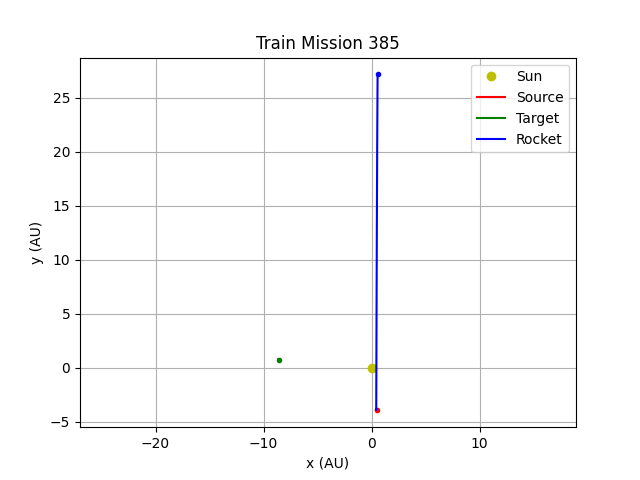 Train Mission 385
Sun
Source
Target
Rocket
25
20
15
10
5
0
−5
y (AU)
−20
−10
0
10
x (AU)